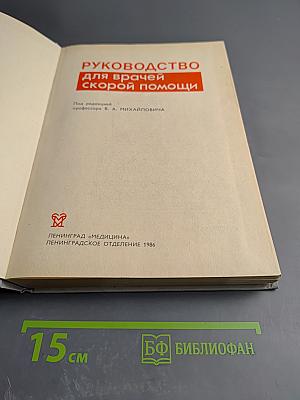 РУКОВОДСТВО
для врачей
скорой помощи
Под редакцией
профессора В. А. МИХАЙЛОВИЧА
ЛЕНИНГРАД «МЕДИЦИНА»
ЛЕНИНГРАДСКОЕ ОТДЕЛЕНИЕ 1986
15 см
БФ БИБЛИОФАН